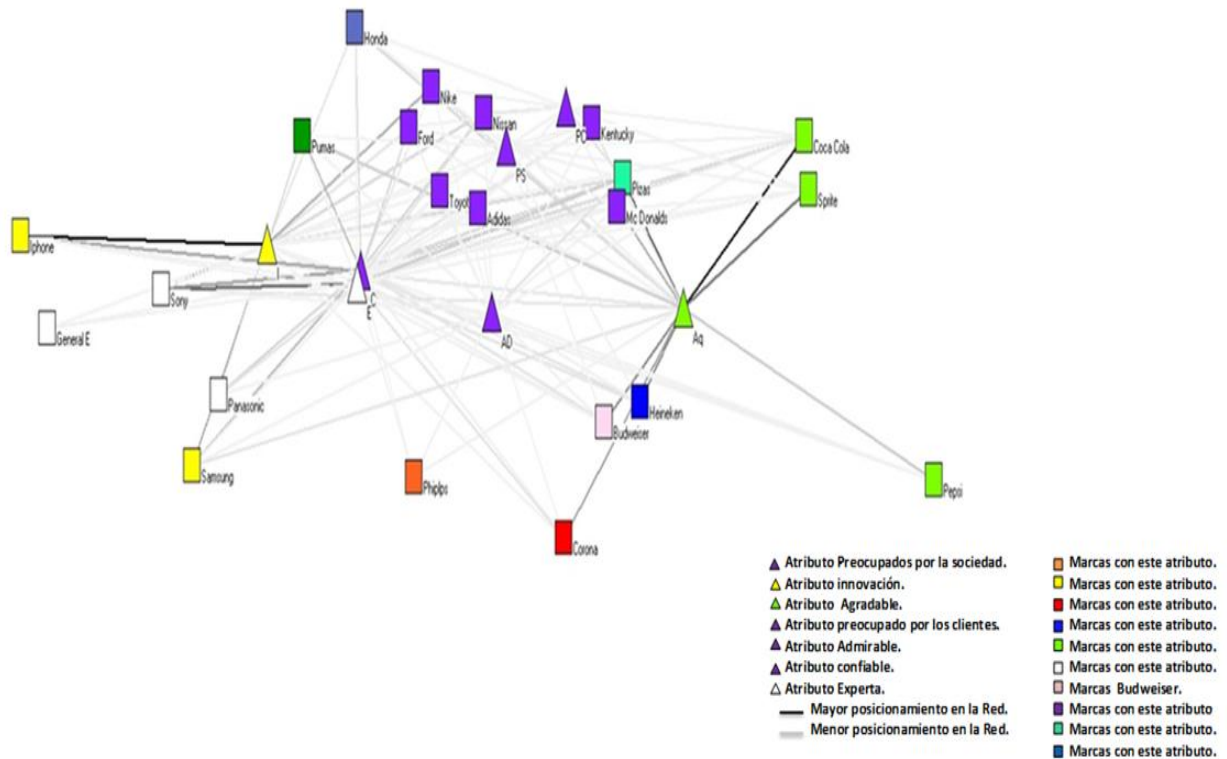 Honda
Nike
Nissan
PC
Kentucky
Ford
Pumas
PS
Coca Cola
Pizas
Sprite
Toyot
Adidas
Mc Donalds
Iphone
I
Sony
C
E
General E
AD
Aq
Panasonic
Heineken
Budweiser
Samsung
Phiplps
Pepsi
Corona
Atributo Preocupados por la sociedad.
Atributo innovación.
Atributo Agradable.
Atributo preocupado por los clientes.
Atributo Admirable.
Atributo confiable.
Atributo Experta.
Mayor posicionamiento en la Red.
Menor posicionamiento en la Red.
Marcas con este atributo.
Marcas con este atributo.
Marcas con este atributo.
Marcas con este atributo.
Marcas con este atributo.
Marcas con este atributo.
Marcas Budweiser.
Marcas con este atributo
Marcas con este atributo.
Marcas con este atributo.